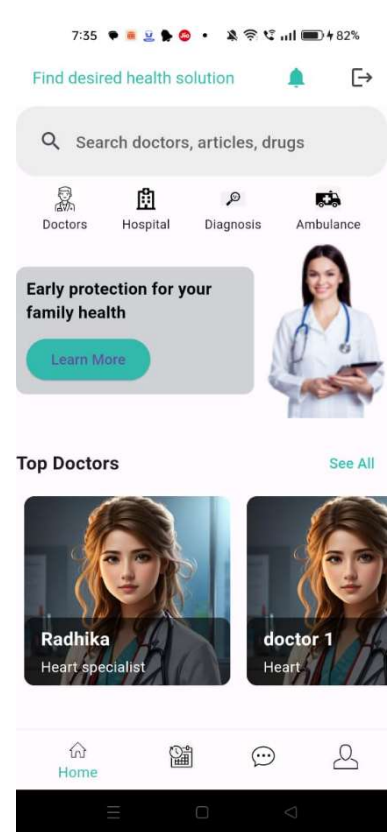 7:35 82%
Find desired health solution
Search doctors, articles, drugs
Doctors Hospital Diagnosis Ambulance
Early protection for your
family health
Learn More
Top Doctors See All
Radhika doctor 1
Heart specialist Heart
Home